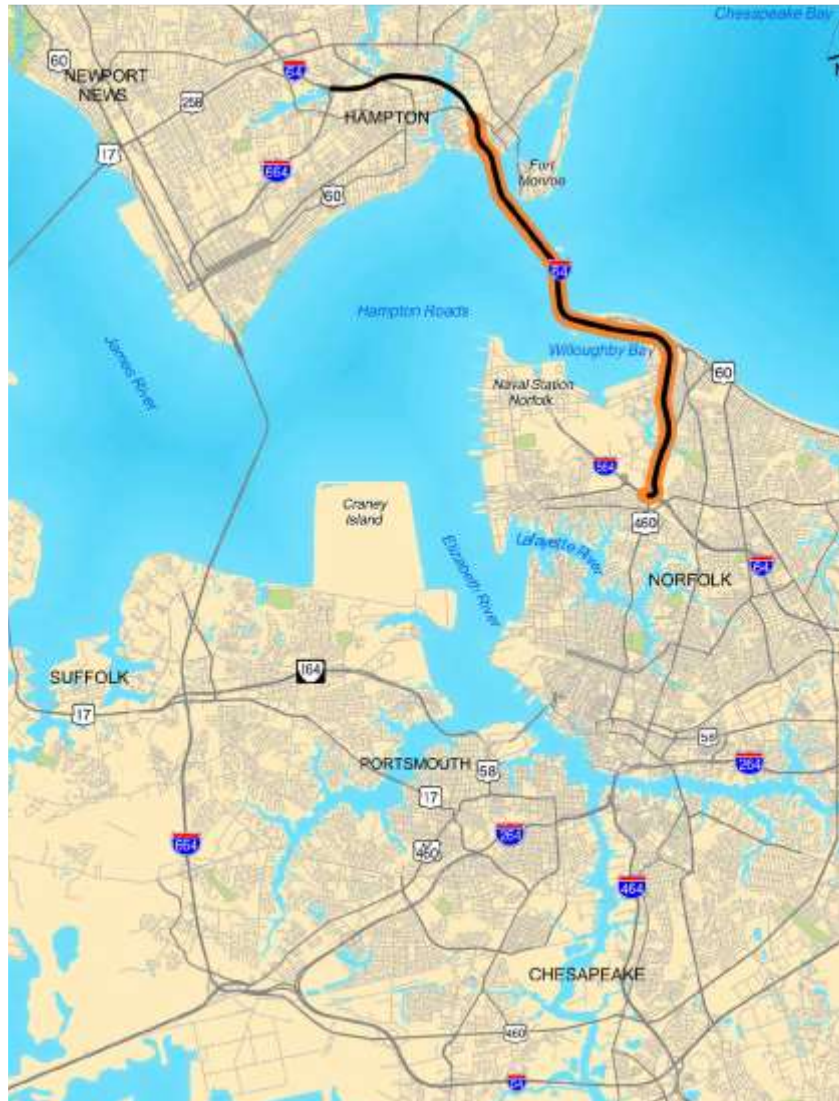 Chesapeake Bay
60
64
NEWPORT
NEWS
258
HAMPTON
17
664
Fort
Monroe
60
64
Hampton Roads
James River
Willoughby Bay
60
Naval Station
Norfolk
564
Craney
Island
460
Lafayette River
Elizabeth River
64
NORFOLK
SUFFOLK
164
17
58
PORTSMOUTH
58
264
17
664
264
460
464
CHESAPEAKE
460
64